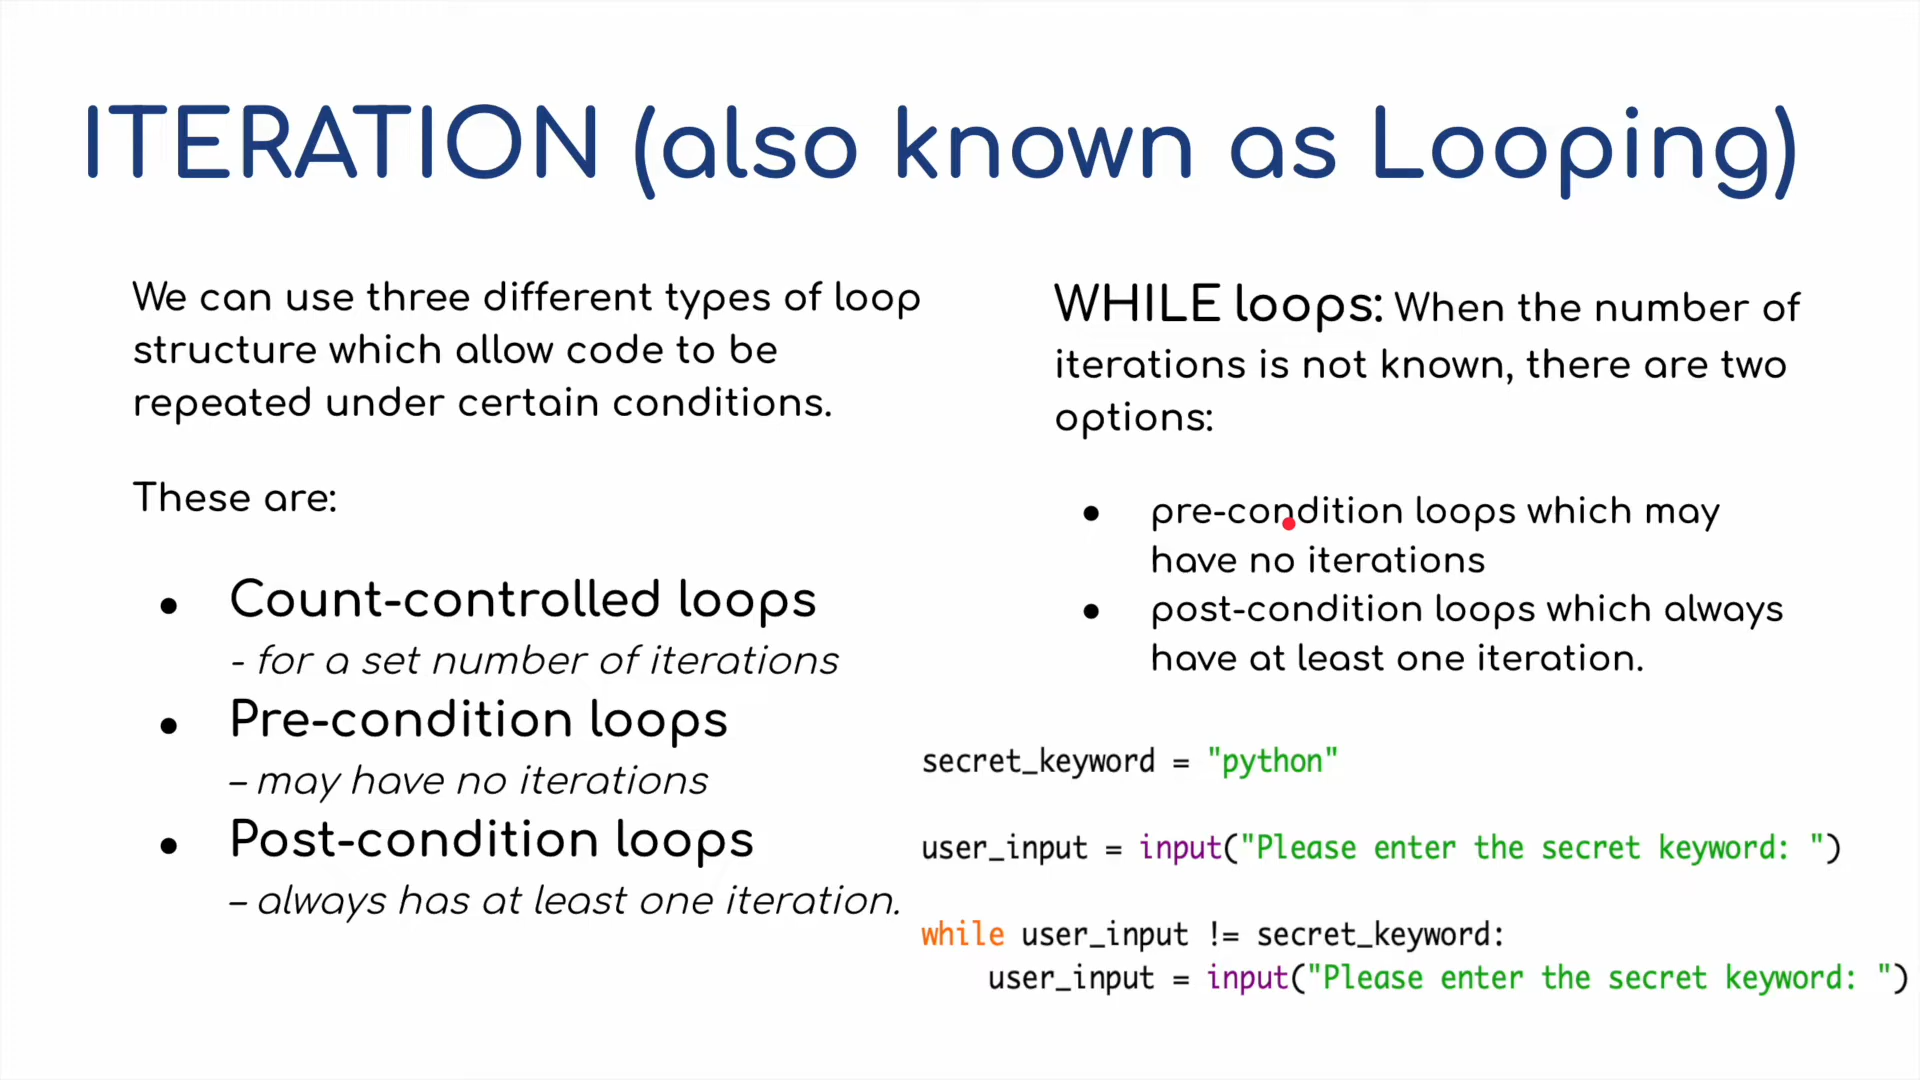 ITERATION (also known as Looping)
We can use three different types of loop
structure which allow code to be
repeated under certain conditions.
These are:
● Count-controlled loops
- for a set number of iterations
● Pre-condition loops
– may have no iterations
● Post-condition loops
– always has at least one iteration.
WHILE loops: When the number of
iterations is not known, there are two
options:
● pre-condition loops which may
have no iterations
● post-condition loops which always
have at least one iteration.
secret_keyword = "python"
user_input = input("Please enter the secret keyword: ")
while user_input != secret_keyword:
    user_input = input("Please enter the secret keyword: ")